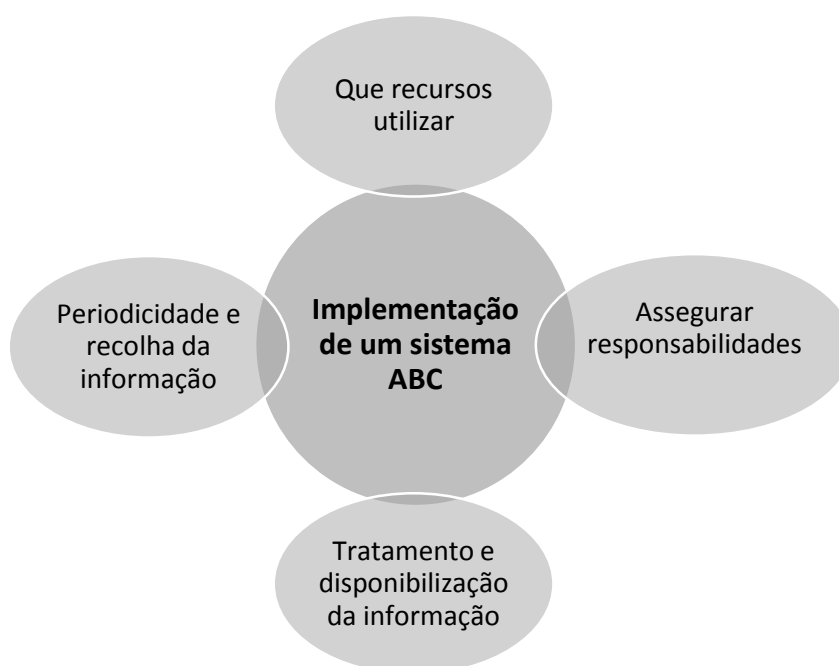 Que recursos
utilizar
Periodicidade e
recolha da
informação
Implementação
de um sistema
ABC
Assegurar
responsabilidades
Tratamento e
disponibilização
da informação